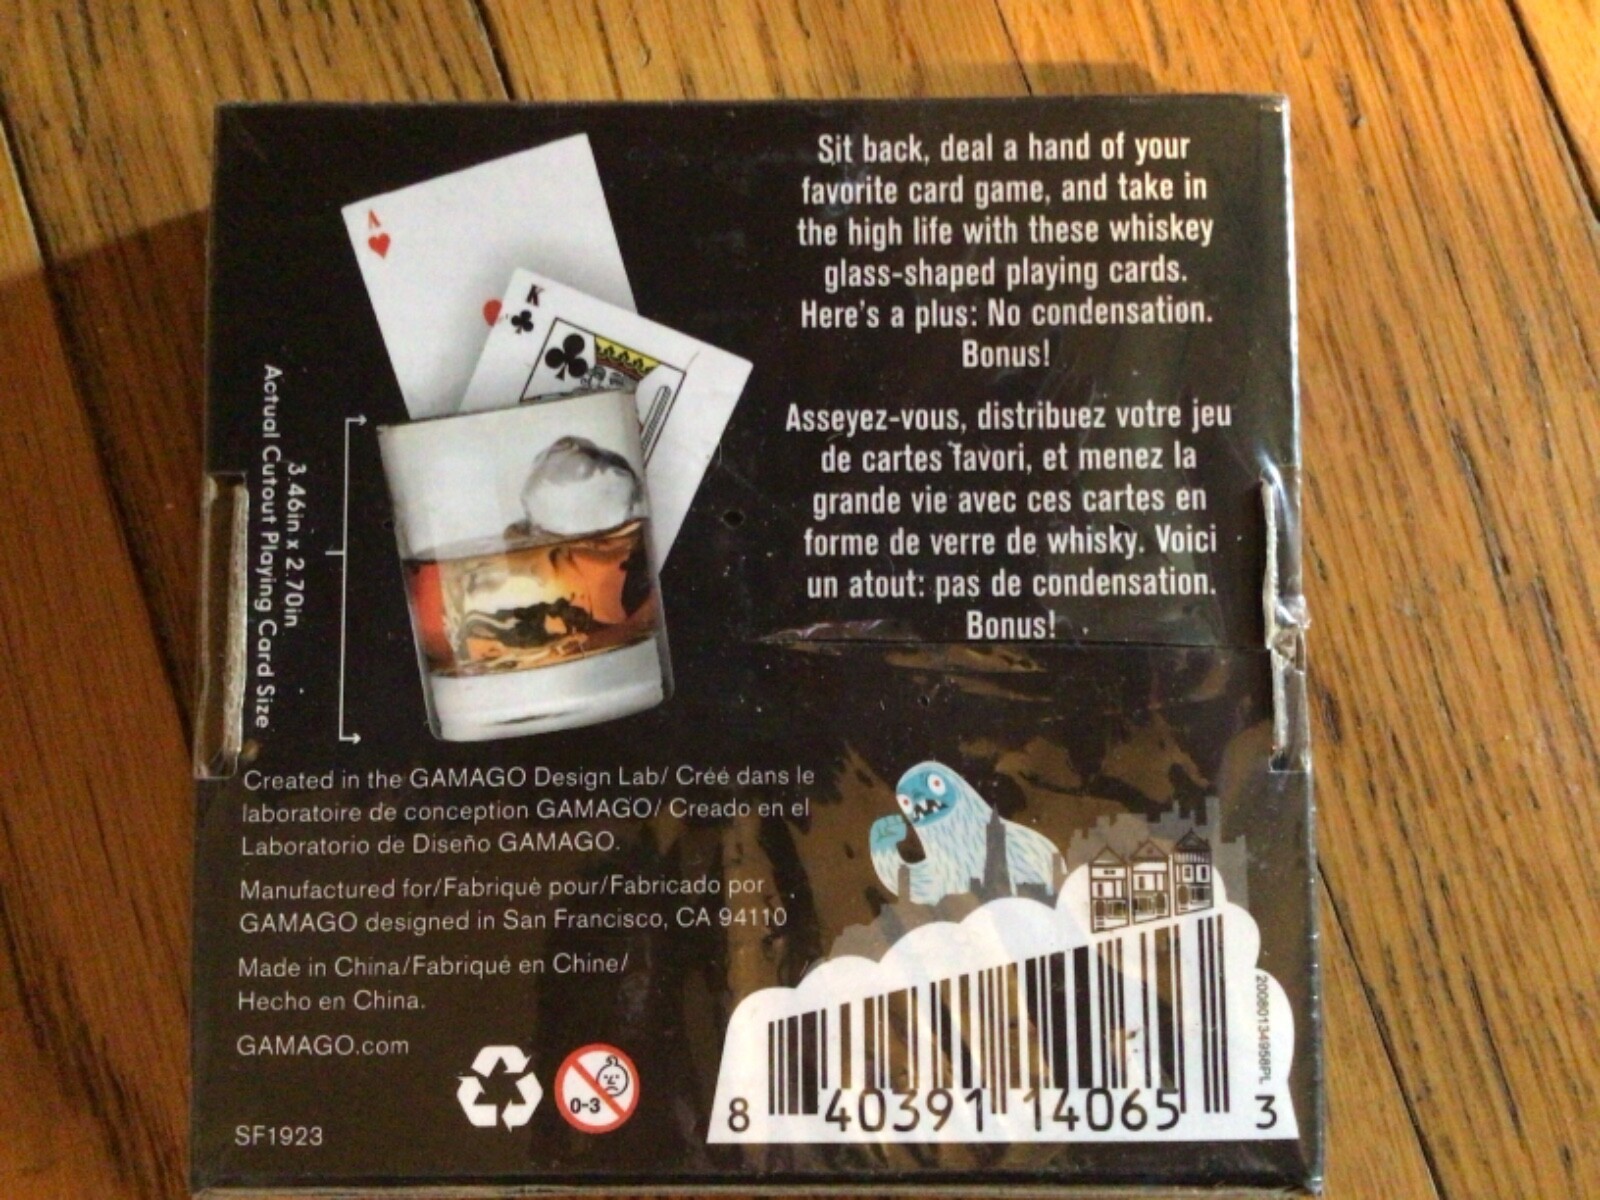 Sit back, deal a hand of your
favorite card game, and take in
the high life with these whiskey
glass-shaped playing cards.
Here's a plus: No condensation.
Bonus!
Asseyez-vous, distribuez votre jeu
de cartes favori, et menez la
grande vie avec ces cartes en
forme de verre de whisky. Voici
un atout: pas de condensation.
Bonus!
A
K
3.46in x 2.70in
Actual Cutout Playing Card Size
Created in the GAMAGO Design Lab/ Créé dans le
laboratoire de conception GAMAGO/ Creado en el
Laboratorio de Diseño GAMAGO.
Manufactured for/Fabriqué pour/Fabricado por
GAMAGO designed in San Francisco, CA 94110
Made in China/Fabriqué en Chine/
Hecho en China.
GAMAGO.com
0-3
SF1923
8 40391 14065 3